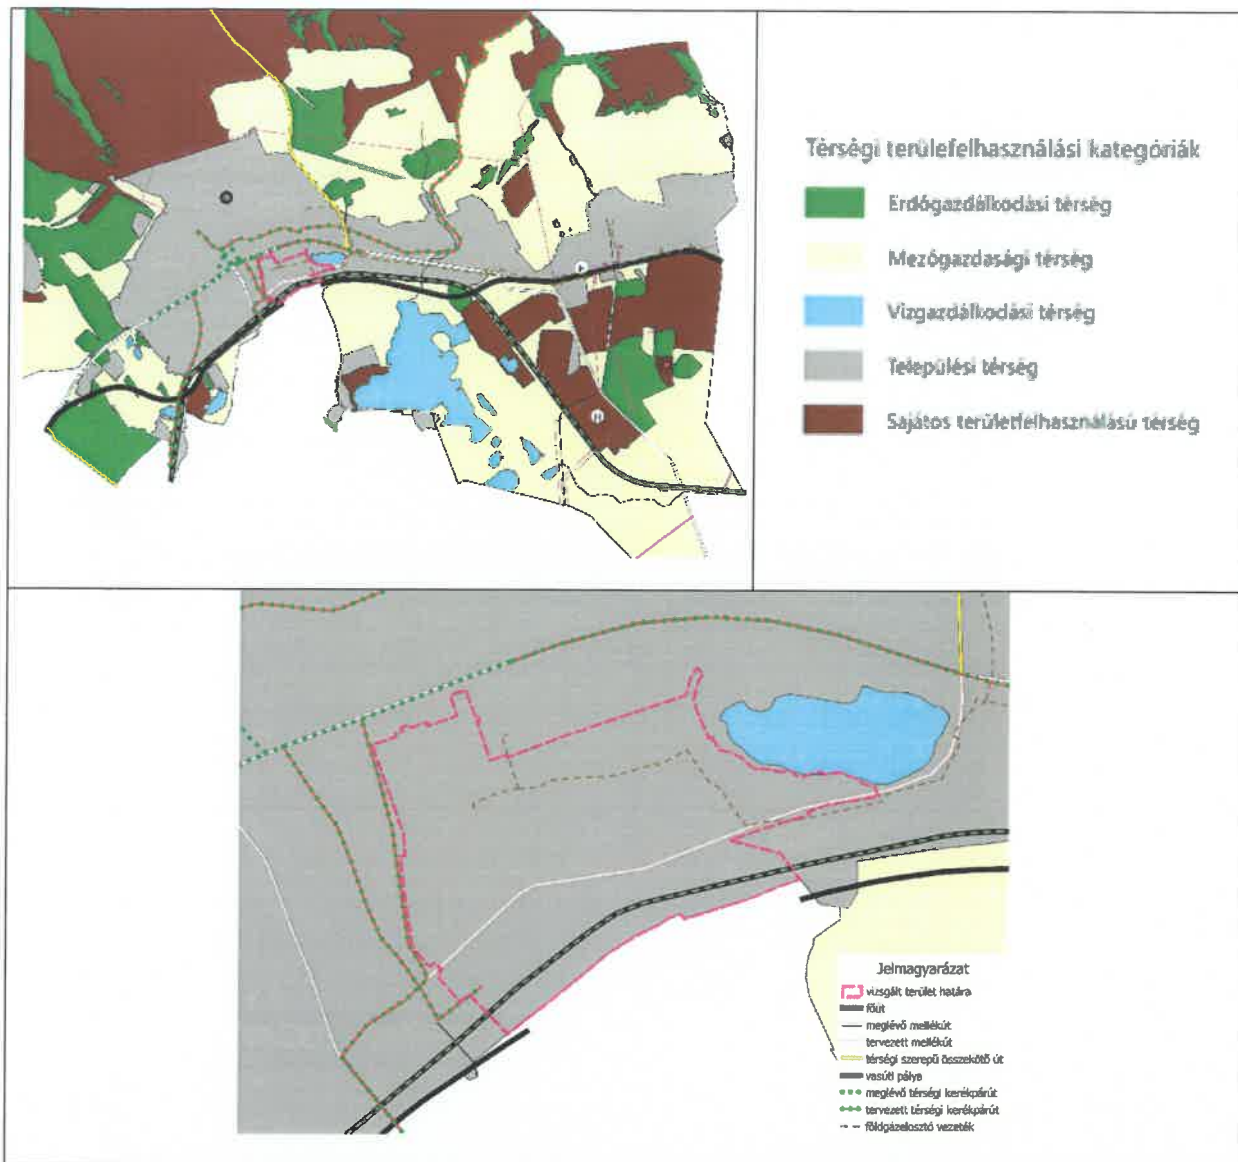 Térségi területfelhasználási kategóriák
Erdőgazdálkodási térség
Mezőgazdasági térség
Vízgazdálkodási térség
Települési térség
Sajátos területfelhasználású térség
Jelmagyarázat
vizsgált terület határa
főút
meglévő mellékút
tervezett mellékút
térségi szerepű összekötő út
vasúti pálya
meglévő térségi kerékpárút
tervezett térségi kerékpárút
földgázelosztó vezeték